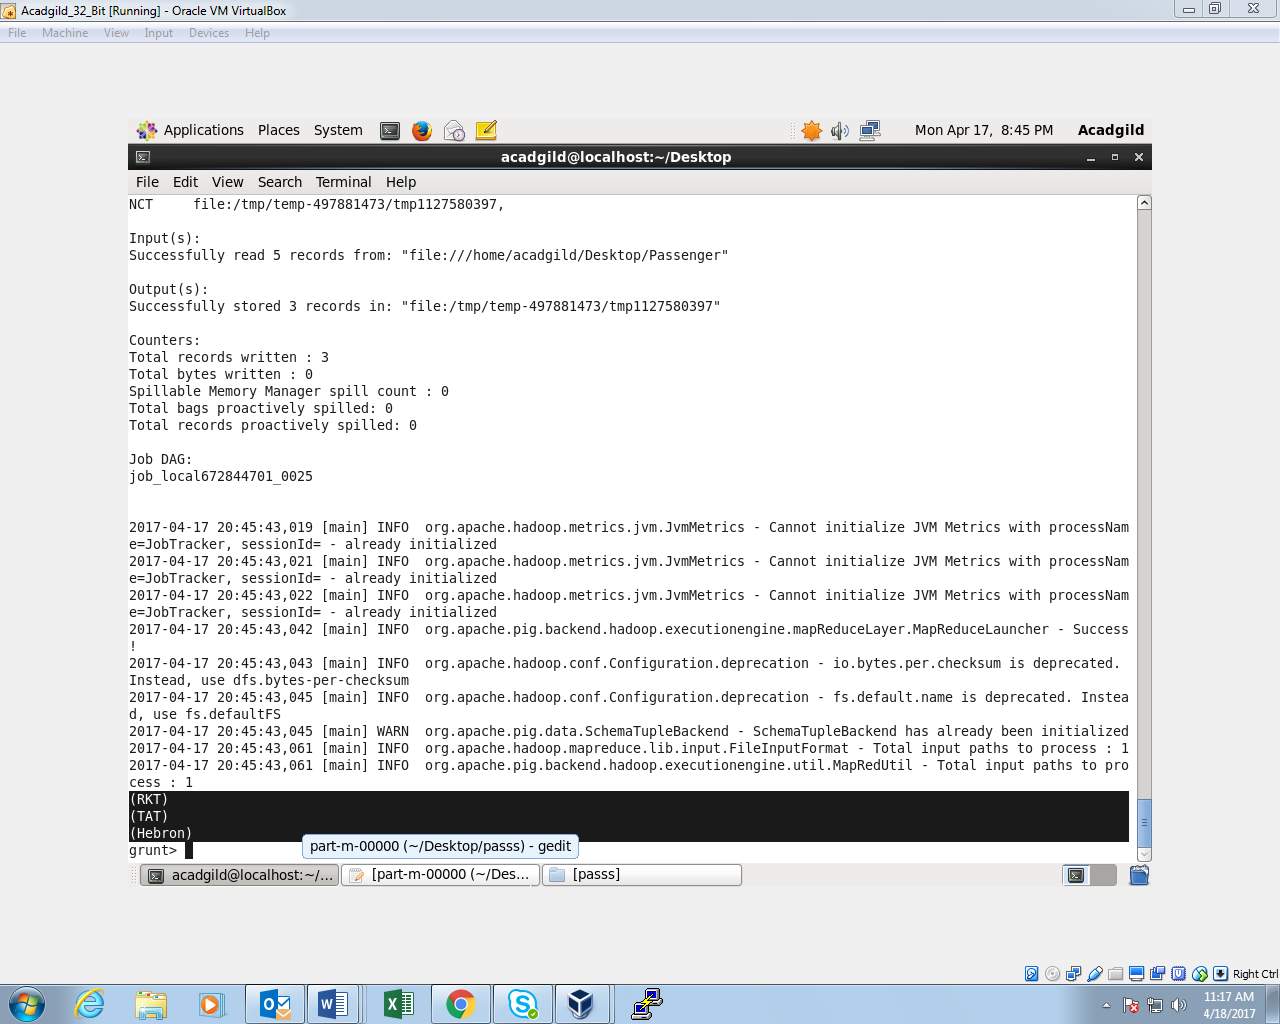 Acadgild_32_Bit [Running] - Oracle VM VirtualBox
File Machine View Input Devices Help
Applications Places System Mon Apr 17, 8:45 PM Acadgild
acadgild@localhost:~/Desktop
File Edit View Search Terminal Help
NCT     file:/tmp/temp-497881473/tmp1127580397,
Input(s):
Successfully read 5 records from: "file:///home/acadgild/Desktop/Passenger"
Output(s):
Successfully stored 3 records in: "file:/tmp/temp-497881473/tmp1127580397"
Counters:
Total records written : 3
Total bytes written : 0
Spillable Memory Manager spill count : 0
Total bags proactively spilled: 0
Total records proactively spilled: 0
Job DAG:
job_local672844701_0025
2017-04-17 20:45:43,019 [main] INFO  org.apache.hadoop.metrics.jvm.JvmMetrics - Cannot initialize JVM Metrics with processNam
e=JobTracker, sessionId= - already initialized
2017-04-17 20:45:43,021 [main] INFO  org.apache.hadoop.metrics.jvm.JvmMetrics - Cannot initialize JVM Metrics with processNam
e=JobTracker, sessionId= - already initialized
2017-04-17 20:45:43,022 [main] INFO  org.apache.hadoop.metrics.jvm.JvmMetrics - Cannot initialize JVM Metrics with processNam
e=JobTracker, sessionId= - already initialized
2017-04-17 20:45:43,042 [main] INFO  org.apache.pig.backend.hadoop.executionengine.mapReduceLayer.MapReduceLauncher - Success
!
2017-04-17 20:45:43,043 [main] INFO  org.apache.hadoop.conf.Configuration.deprecation - io.bytes.per.checksum is deprecated.
Instead, use dfs.bytes-per-checksum
2017-04-17 20:45:43,045 [main] INFO  org.apache.hadoop.conf.Configuration.deprecation - fs.default.name is deprecated. Instea
d, use fs.defaultFS
2017-04-17 20:45:43,045 [main] WARN  org.apache.pig.data.SchemaTupleBackend - SchemaTupleBackend has already been initialized
2017-04-17 20:45:43,061 [main] INFO  org.apache.hadoop.mapreduce.lib.input.FileInputFormat - Total input paths to process : 1
2017-04-17 20:45:43,061 [main] INFO  org.apache.pig.backend.hadoop.executionengine.util.MapRedUtil - Total input paths to pro
cess : 1
(RKT)
(TAT)
(Hebron)
grunt>
part-m-00000 (~/Desktop/passs) - gedit
acadgild@localhost:~/... [part-m-00000 (~/Des... [passs]
Right Ctrl
11:17 AM
4/18/2017